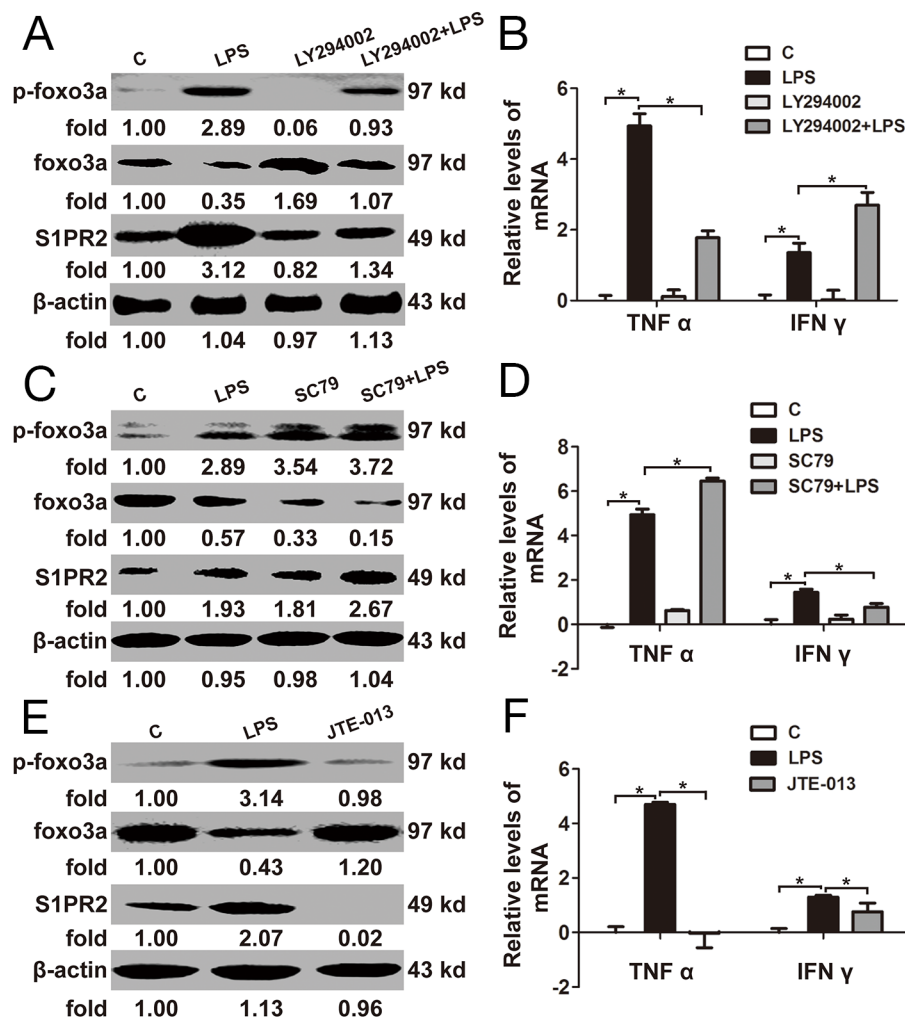 A
C LPS LY294002 LY294002+LPS
p-foxo3a 97 kd
fold 1.00 2.89 0.06 0.93
foxo3a 97 kd
fold 1.00 0.35 1.69 1.07
S1PR2 49 kd
fold 1.00 3.12 0.82 1.34
β-actin 43 kd
fold 1.00 1.04 0.97 1.13
B
C
LPS
LY294002
LY294002+LPS
Relative levels of
mRNA
6
4
2
0
* * * *
TNF α IFN γ
C
C LPS SC79 SC79+LPS
p-foxo3a 97 kd
fold 1.00 2.89 3.54 3.72
foxo3a 97 kd
fold 1.00 0.57 0.33 0.15
S1PR2 49 kd
fold 1.00 1.93 1.81 2.67
β-actin 43 kd
fold 1.00 0.95 0.98 1.04
D
C
LPS
SC79
SC79+LPS
Relative levels of
mRNA
8
6
4
2
0
-2
* * * *
TNF α IFN γ
E
C LPS JTE-013
p-foxo3a 97 kd
fold 1.00 3.14 0.98
foxo3a 97 kd
fold 1.00 0.43 1.20
S1PR2 49 kd
fold 1.00 2.07 0.02
β-actin 43 kd
fold 1.00 1.13 0.96
F
C
LPS
JTE-013
Relative levels of
mRNA
6
4
2
0
-2
* * * *
TNF α IFN γ